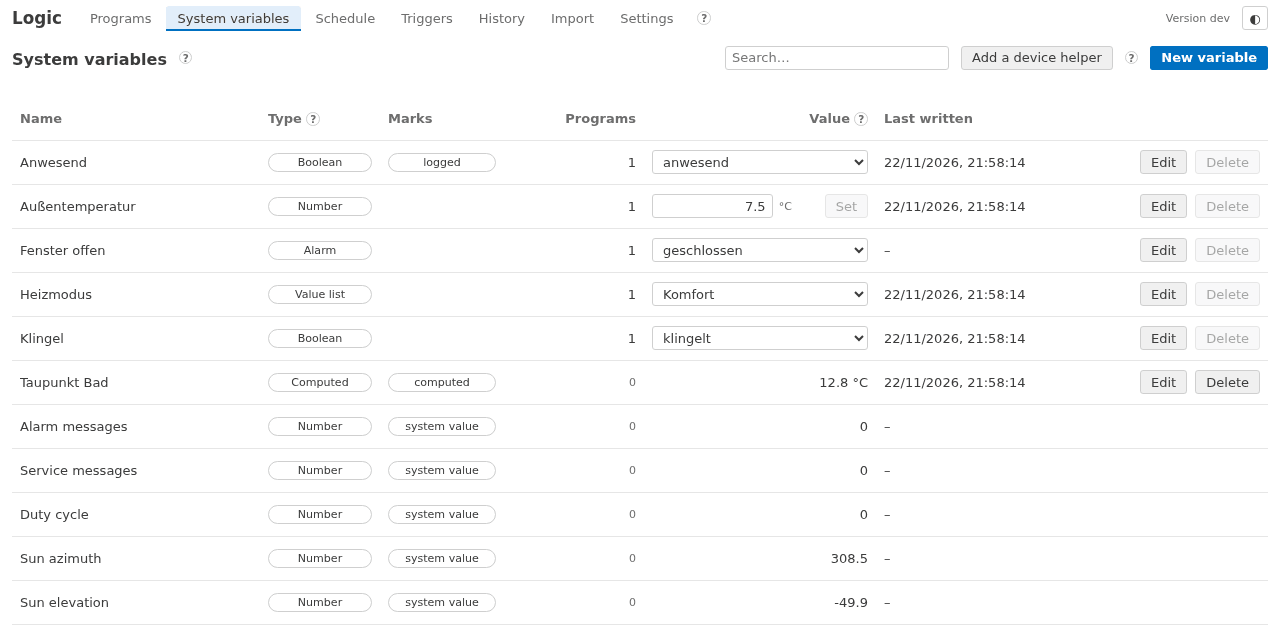 Logic Programs System variables Schedule Triggers History Import Settings ? Version dev ◐
System variables ? Search... Add a device helper ? New variable
Name Type ? Marks Programs Value ? Last written
Anwesend Boolean logged 1 anwesend 22/11/2026, 21:58:14 Edit Delete
Außentemperatur Number 1 7.5 °C Set 22/11/2026, 21:58:14 Edit Delete
Fenster offen Alarm 1 geschlossen – Edit Delete
Heizmodus Value list 1 Komfort 22/11/2026, 21:58:14 Edit Delete
Klingel Boolean 1 klingelt 22/11/2026, 21:58:14 Edit Delete
Taupunkt Bad Computed computed 0 12.8 °C 22/11/2026, 21:58:14 Edit Delete
Alarm messages Number system value 0 0 –
Service messages Number system value 0 0 –
Duty cycle Number system value 0 0 –
Sun azimuth Number system value 0 308.5 –
Sun elevation Number system value 0 -49.9 –